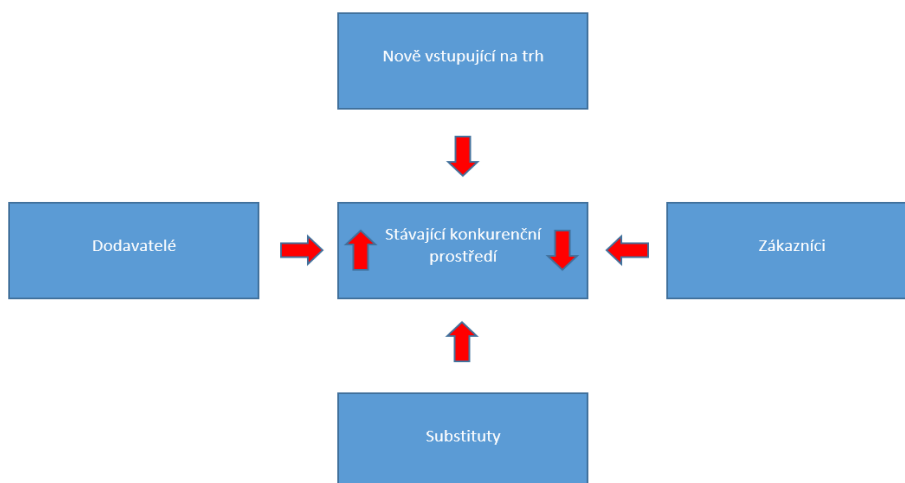 Nově vstupující na trh
Dodavatelé
Stávající konkurenční
prostředí
Zákazníci
Substituty